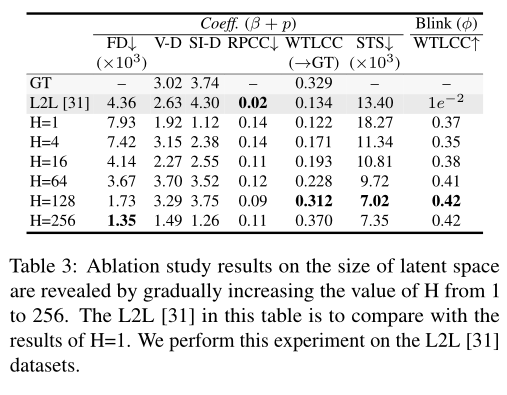 Coeff. (β + p) Blink (ϕ)
FD↓ V-D SI-D RPCC↓ WTLCC STS↓ WTLCC↑
(×10³) (→GT) (×10³)
GT – 3.02 3.74 – 0.329 – –
L2L [31] 4.36 2.63 4.30 0.02 0.134 13.40 1e⁻²
H=1 7.93 1.92 1.12 0.14 0.122 18.27 0.37
H=4 7.42 3.15 2.38 0.14 0.171 11.34 0.35
H=16 4.14 2.27 2.55 0.11 0.193 10.81 0.38
H=64 3.67 3.70 3.52 0.12 0.228 9.72 0.41
H=128 1.73 3.29 3.75 0.09 0.312 7.02 0.42
H=256 1.35 1.49 1.26 0.11 0.370 7.35 0.42
Table 3: Ablation study results on the size of latent space
are revealed by gradually increasing the value of H from 1
to 256. The L2L [31] in this table is to compare with the
results of H=1. We perform this experiment on the L2L [31]
datasets.